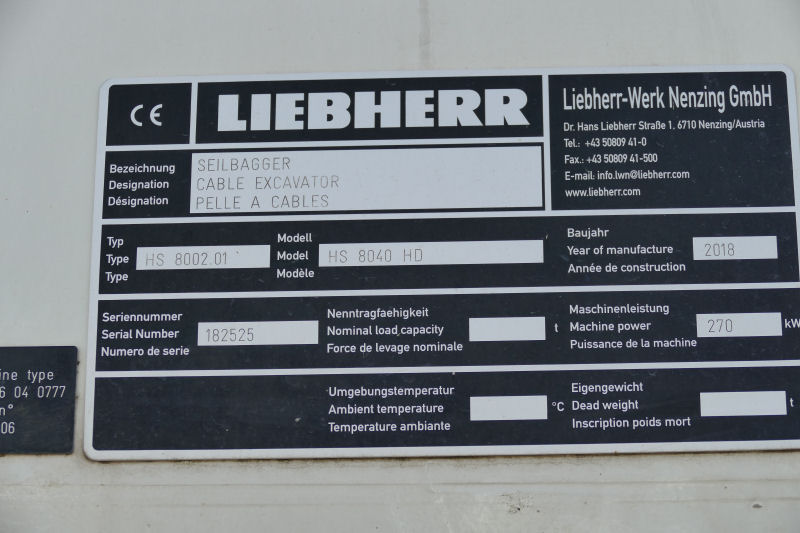 CE
LIEBHERR
Liebherr-Werk Nenzing GmbH
Dr. Hans Liebherr Straße 1, 6710 Nenzing/Austria
Tel.: +43 50809 41-0
Fax.: +43 50809 41-500
E-mail: info.lwn@liebherr.com
www.liebherr.com
Bezeichnung SEILBAGGER
Designation CABLE EXCAVATOR
Désignation PELLE A CABLES
Typ Modell Baujahr
Type HS 8002.01 Model HS 8040 HD Year of manufacture 2018
Type Modèle Année de construction
Seriennummer Nenntragfaehigkeit Maschinenleistung
Serial Number 182525 Nominal load capacity t Machine power 270 kW
Numero de serie Force de levage nominale Puissance de la machine
Umgebungstemperatur Eigengewicht
Ambient temperature °C Dead weight t
Temperature ambiante Inscription poids mort
ine type
6 04 0777
n°
06